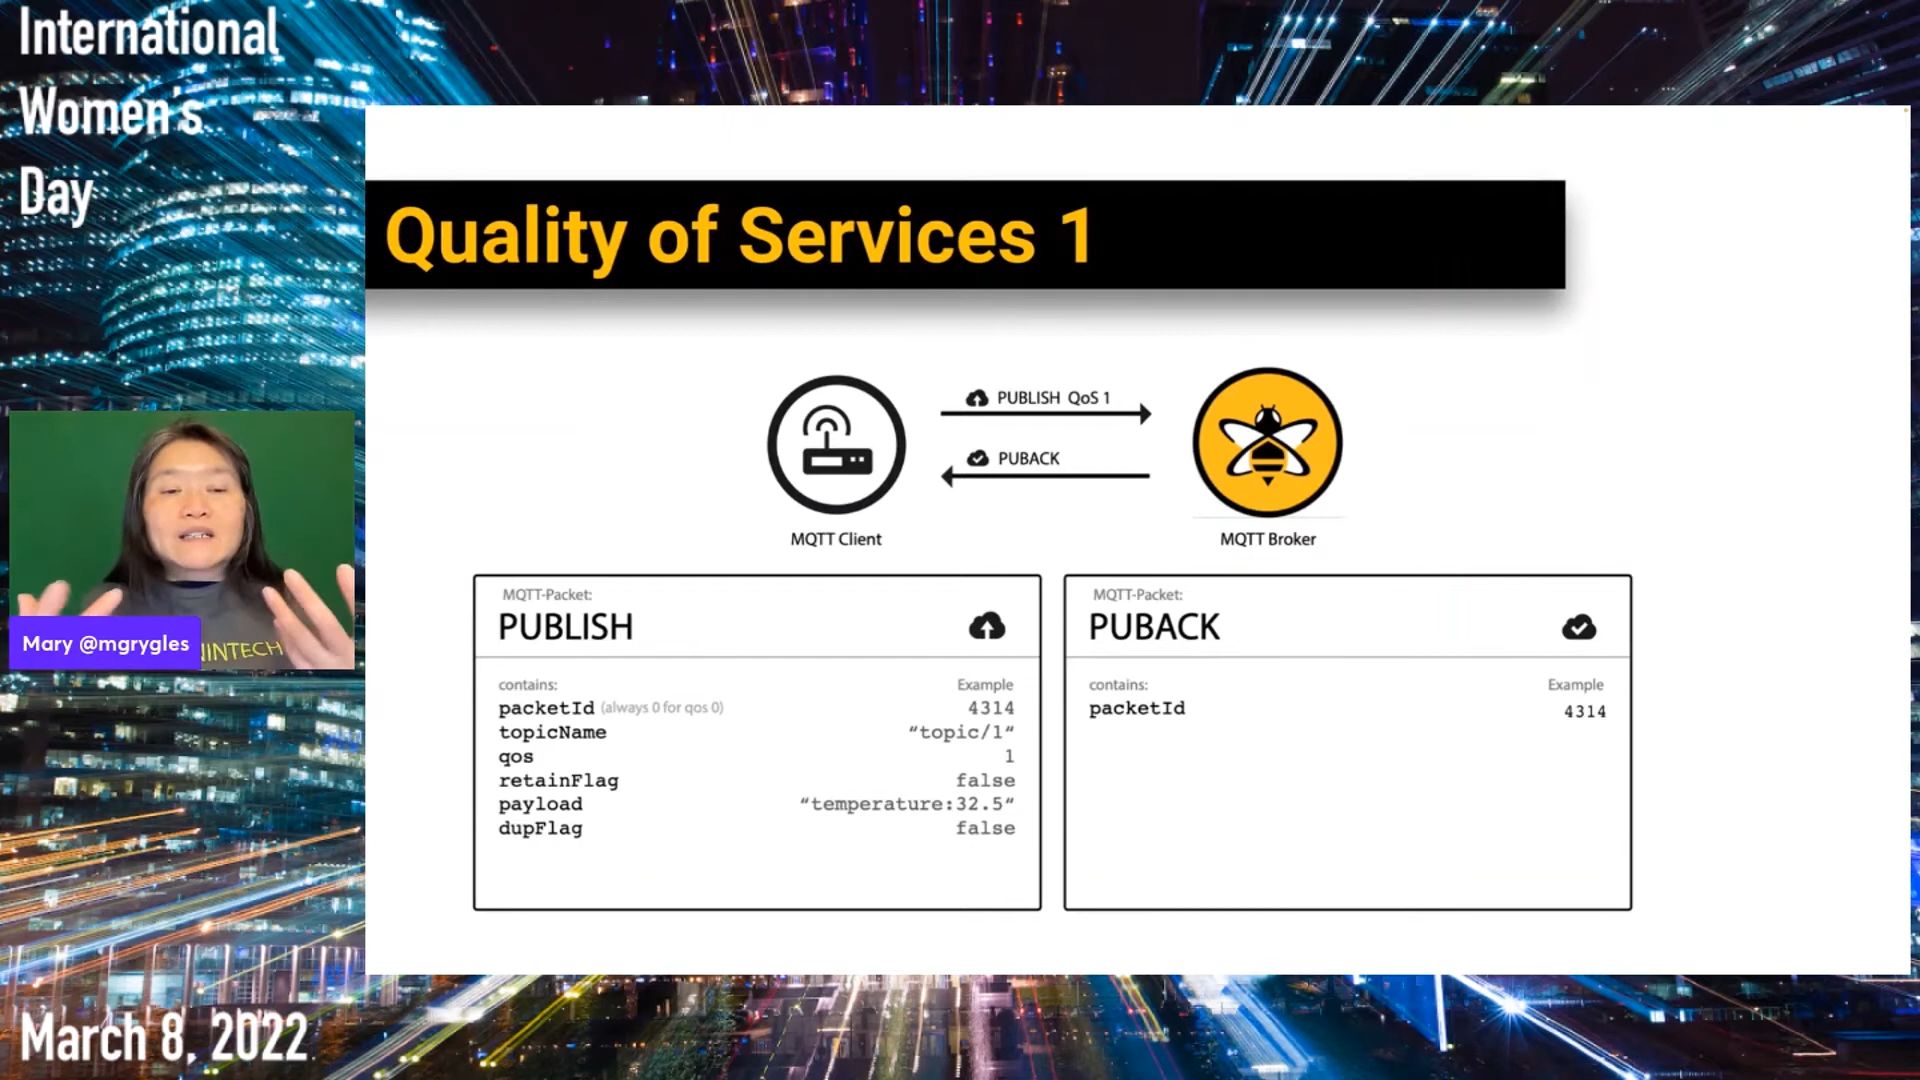 International
Women's
Day
Quality of Services 1
PUBLISH QoS 1
PUBACK
MQTT Client
MQTT Broker
Mary @mgrygles
NINTECH
MQTT-Packet:
PUBLISH
contains:
Example
packetId (always 0 for qos 0)
4314
topicName
“topic/1“
qos
1
retainFlag
false
payload
“temperature:32.5“
dupFlag
false
MQTT-Packet:
PUBACK
contains:
Example
packetId
4314
March 8, 2022